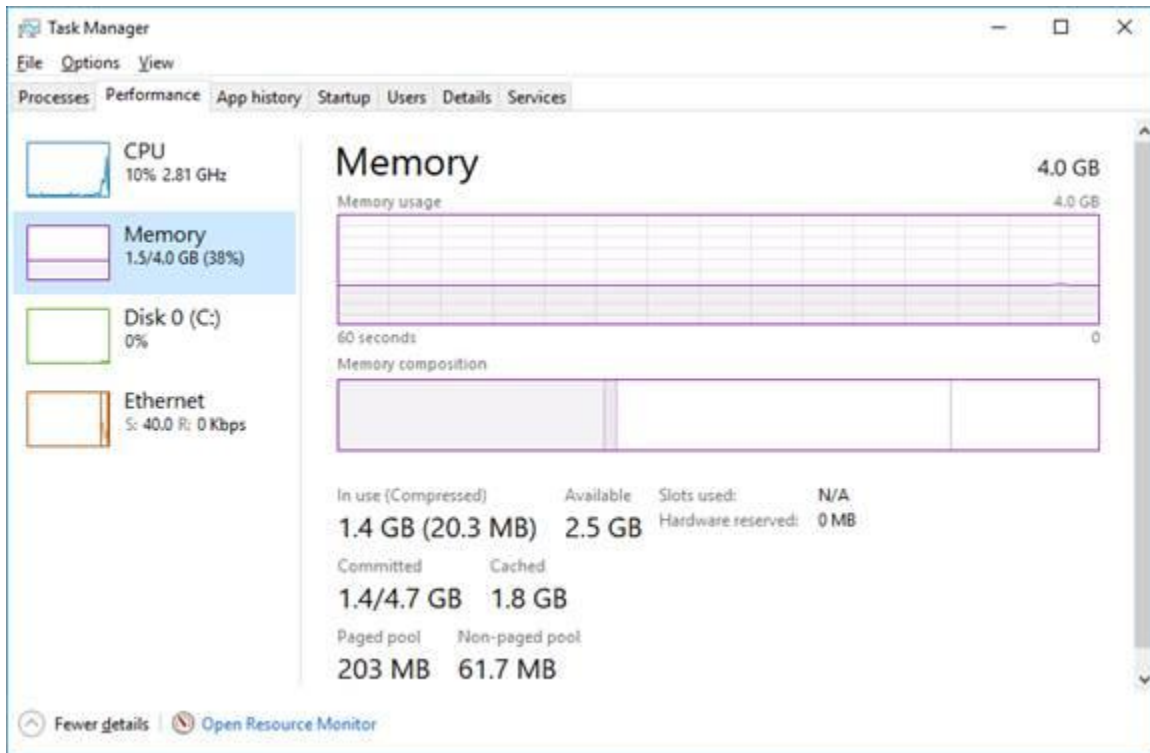 Task Manager
File Options View
Processes Performance App history Startup Users Details Services
CPU
10% 2.81 GHz
Memory
1.5/4.0 GB (38%)
Disk 0 (C:)
0%
Ethernet
S: 40.0 R: 0 Kbps
Memory 4.0 GB
Memory usage 4.0 GB
60 seconds 0
Memory composition
In use (Compressed) Available Slots used: N/A
1.4 GB (20.3 MB) 2.5 GB Hardware reserved: 0 MB
Committed Cached
1.4/4.7 GB 1.8 GB
Paged pool Non-paged pool
203 MB 61.7 MB
Fewer details Open Resource Monitor